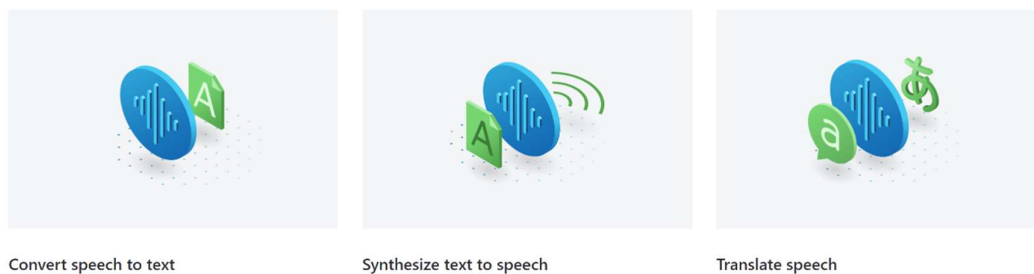 A
Convert speech to text
A
Synthesize text to speech
a
あ
Translate speech